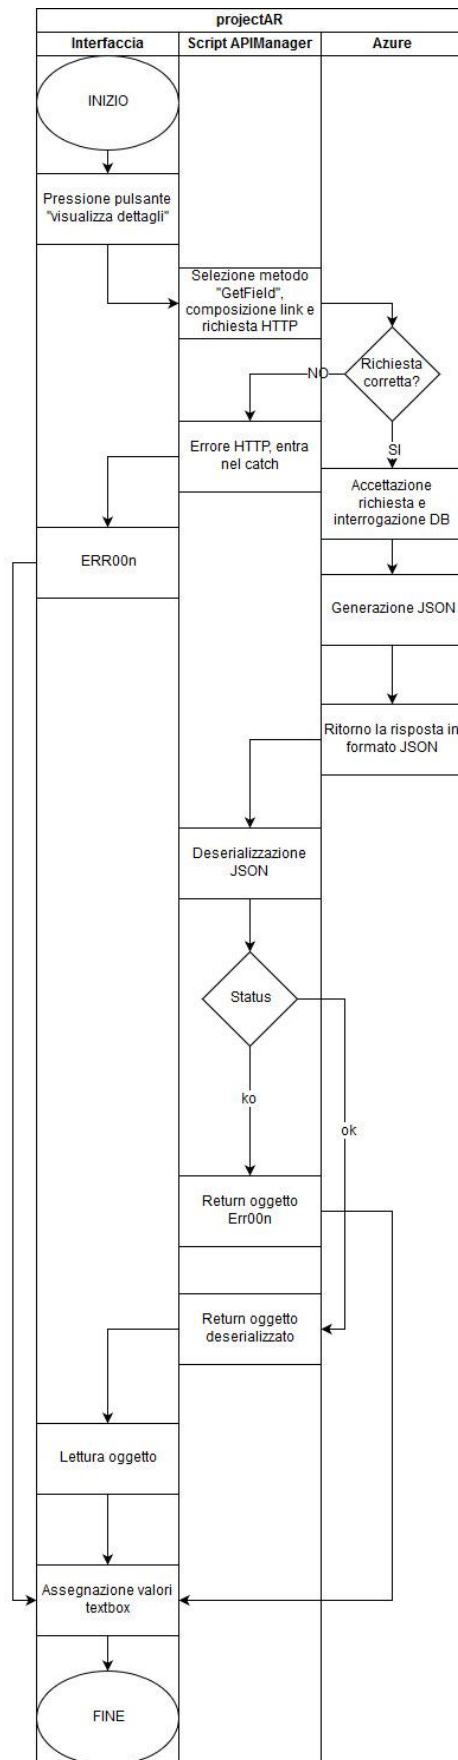 projectAR
Interfaccia
Script APIManager
Azure
INIZIO
Pressione pulsante
"visualizza dettagli"
Selezione metodo
"GetField",
composizione link e
richiesta HTTP
Richiesta
corretta?
NO
SI
Errore HTTP, entra
nel catch
Accettazione
richiesta e
interrogazione DB
ERR00n
Generazione JSON
Ritorno la risposta in
formato JSON
Deserializzazione
JSON
Status
ko
ok
Return oggetto
Err00n
Return oggetto
deserializzato
Lettura oggetto
Assegnazione valori
textbox
FINE